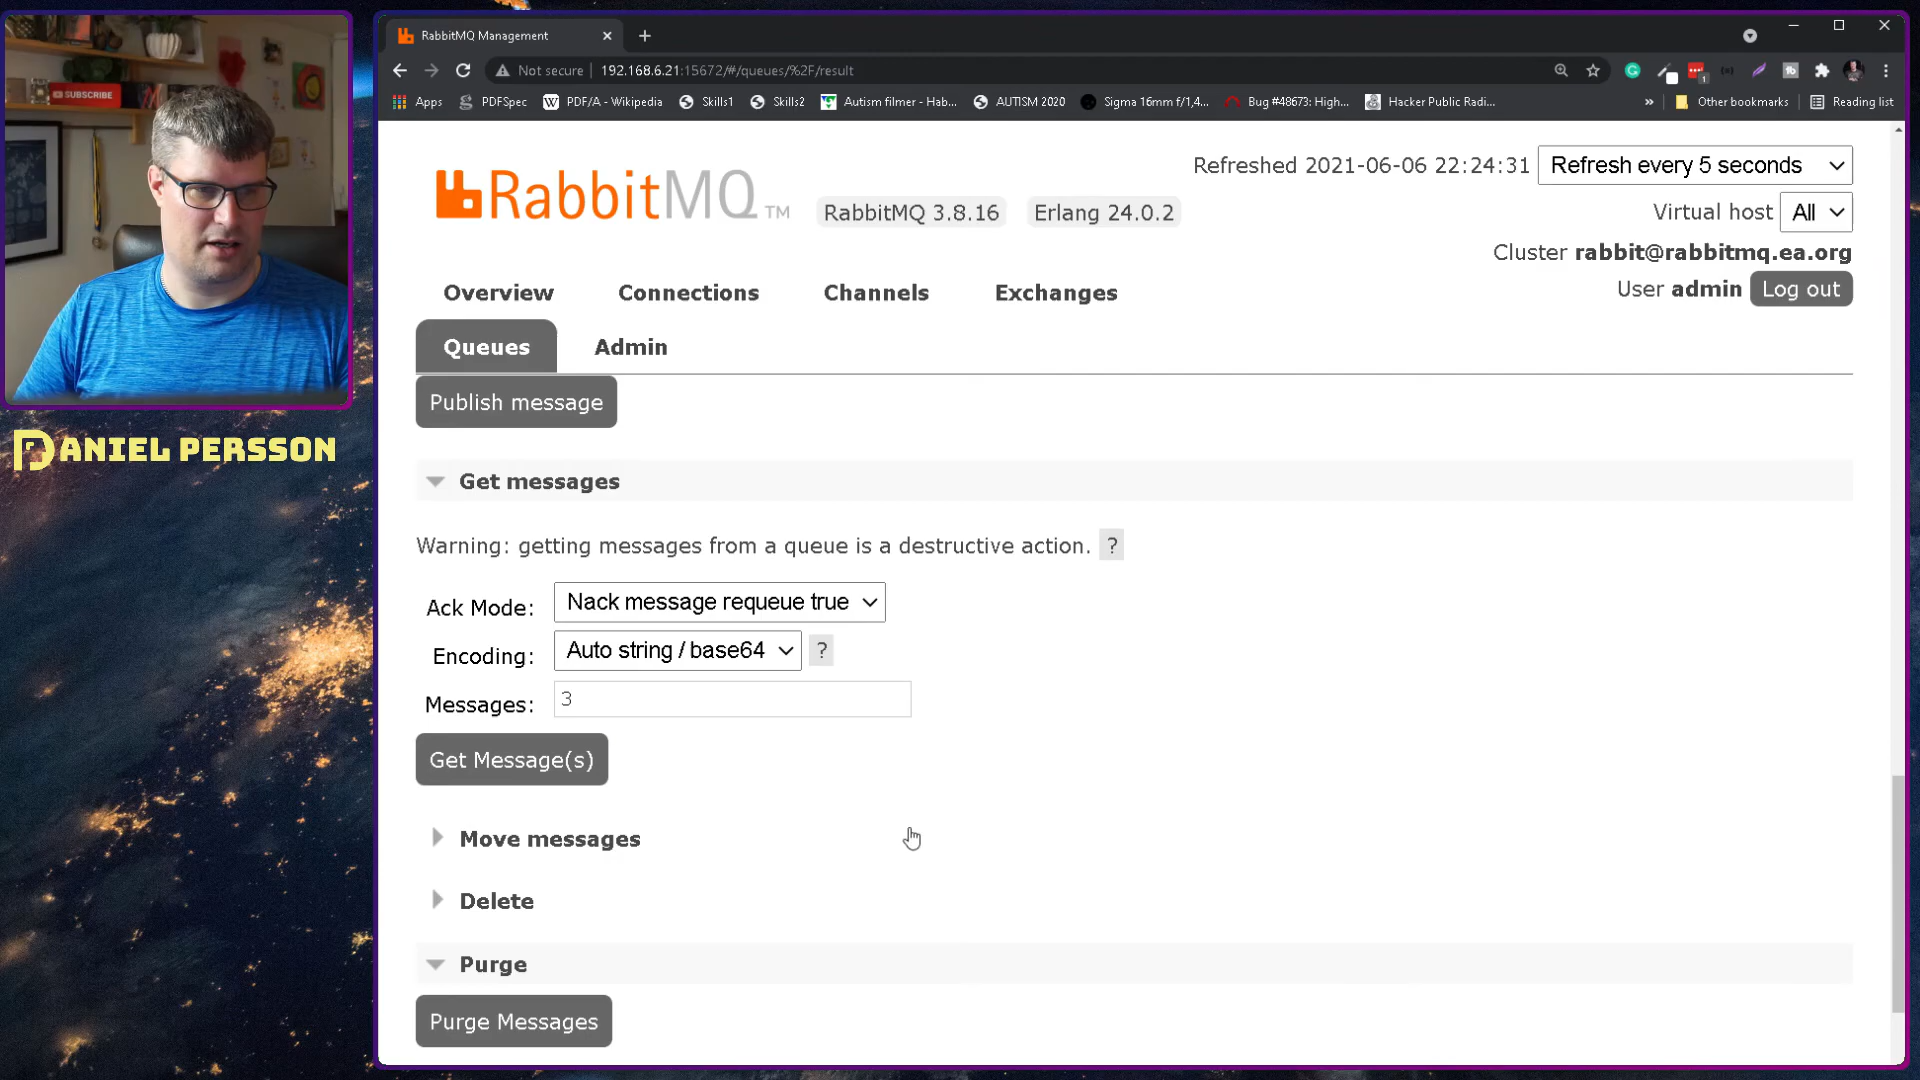 RabbitMQ Management
Not secure | 192.168.6.21:15672/#/queues/%2F/result
Apps PDFSpec PDF/A - Wikipedia Skills1 Skills2 Autism filmer - Hab... AUTISM 2020 Sigma 16mm f/1,4... Bug #48673: High... Hacker Public Radi... » Other bookmarks Reading list
SUBSCRIBE
DANIEL PERSSON
Refreshed 2021-06-06 22:24:31 Refresh every 5 seconds
RabbitMQ TM RabbitMQ 3.8.16 Erlang 24.0.2
Virtual host All
Cluster rabbit@rabbitmq.ea.org
User admin Log out
Overview Connections Channels Exchanges
Queues Admin
Publish message
Get messages
Warning: getting messages from a queue is a destructive action. ?
Ack Mode: Nack message requeue true
Encoding: Auto string / base64 ?
Messages: 3
Get Message(s)
Move messages
Delete
Purge
Purge Messages